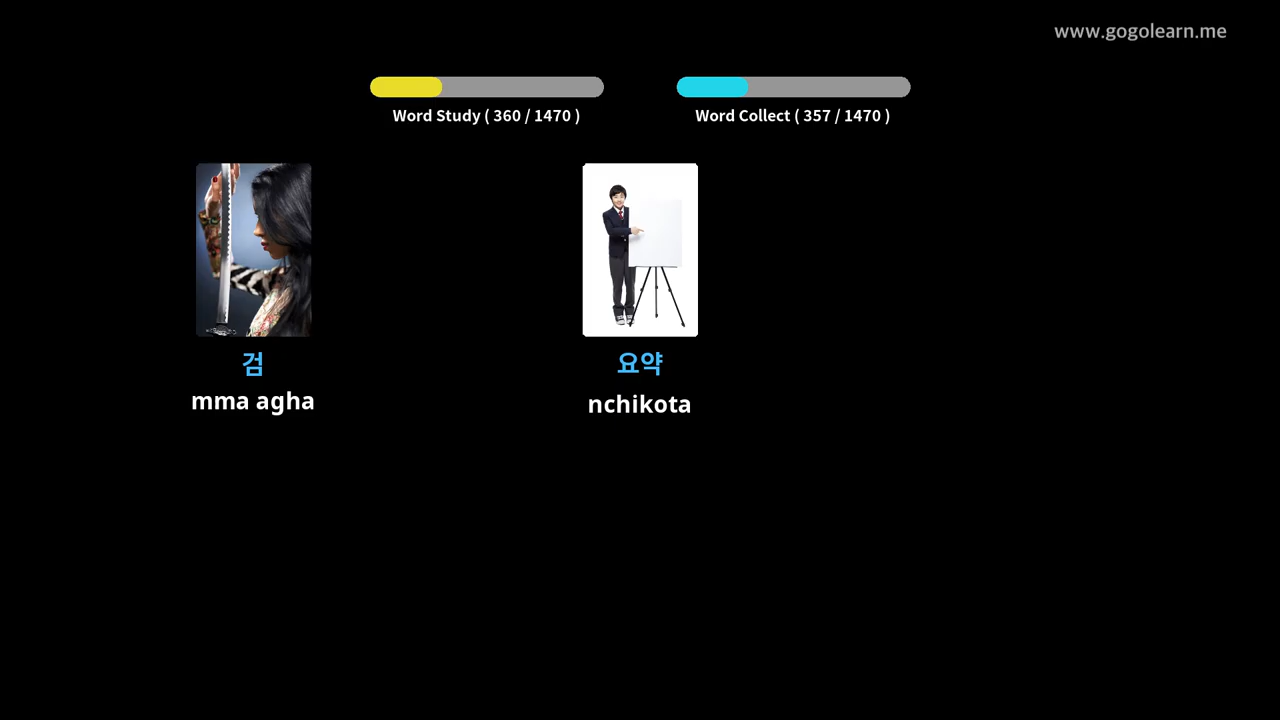 www.gogolearn.me
Word Study ( 360 / 1470 )
Word Collect ( 357 / 1470 )
검
mma agha
요약
nchikota